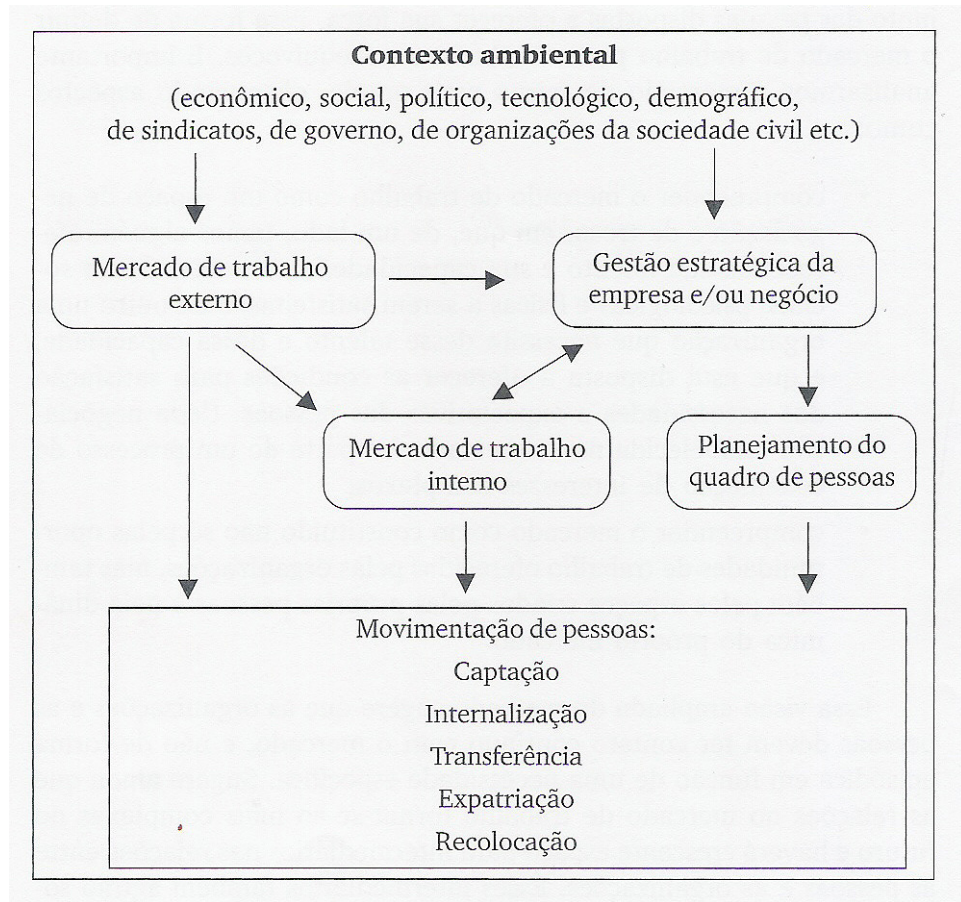 Contexto ambiental
(econômico, social, político, tecnológico, demográfico,
de sindicatos, de governo, de organizações da sociedade civil etc.)
Mercado de trabalho
externo
Gestão estratégica da
empresa e/ou negócio
Mercado de trabalho
interno
Planejamento do
quadro de pessoas
Movimentação de pessoas:
Captação
Internalização
Transferência
Expatriação
Recolocação